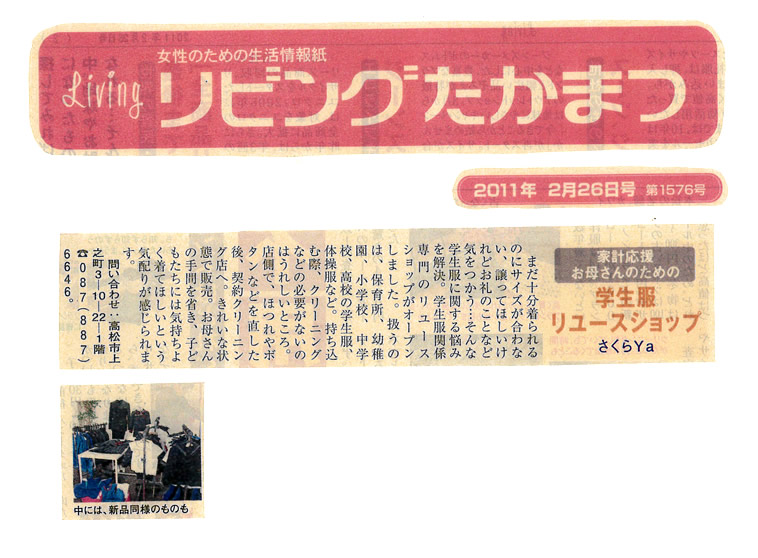 女性のための生活情報紙
Living リビングたかまつ
2011年 2月26日号 第1576号
家計応援
お母さんのための
学生服
リユースショップ
さくらYa
まだ十分着られる
のにサイズが合わな
い、譲ってほしいけ
れどお礼のことなど
気をつかう…そんな
学生服に関する悩み
を解決。学生服関係
専門のリユース
ショップがオープン
しました。扱うの
は、保育所、幼稚
園、小学校、中学
校、高校の学生服、
体操服など。持ち込
む際、クリーニング
などの必要がないの
はうれしいところ。
店側で、ほつれやボ
タンなどを直した
後、契約クリーニン
グ店へ。きれいな状
態で販売。お母さん
の手間を省き、子ど
もたちには気持ちよ
く着てほしいという
気配りが感じられま
す。
問い合わせ：高松市上
之町3−10−22−1階
☎087(887)
6646。
中には、新品同様のものも